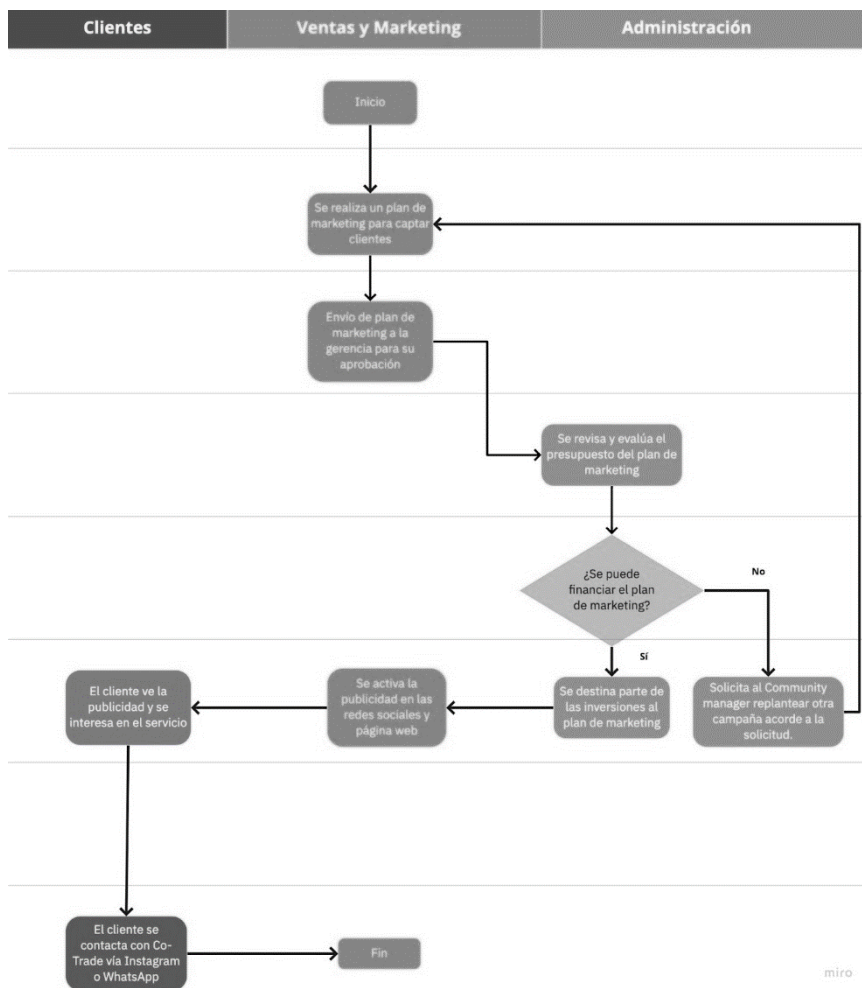 Clientes
Ventas y Marketing
Administración
Inicio
Se realiza un plan de
marketing para captar
clientes
Envío de plan de
marketing a la
gerencia para su
aprobación
Se revisa y evalúa el
presupuesto del plan de
marketing
¿Se puede
financiar el plan
de marketing?
No
Sí
El cliente ve la
publicidad y se
interesa en el servicio
Se activa la
publicidad en las
redes sociales y
página web
Se destina parte de
las inversiones al
plan de marketing
Solicita al Community
manager replantear otra
campaña acorde a la
solicitud.
El cliente se
contacta con Co-
Trade vía Instagram
o WhatsApp
Fin
miro